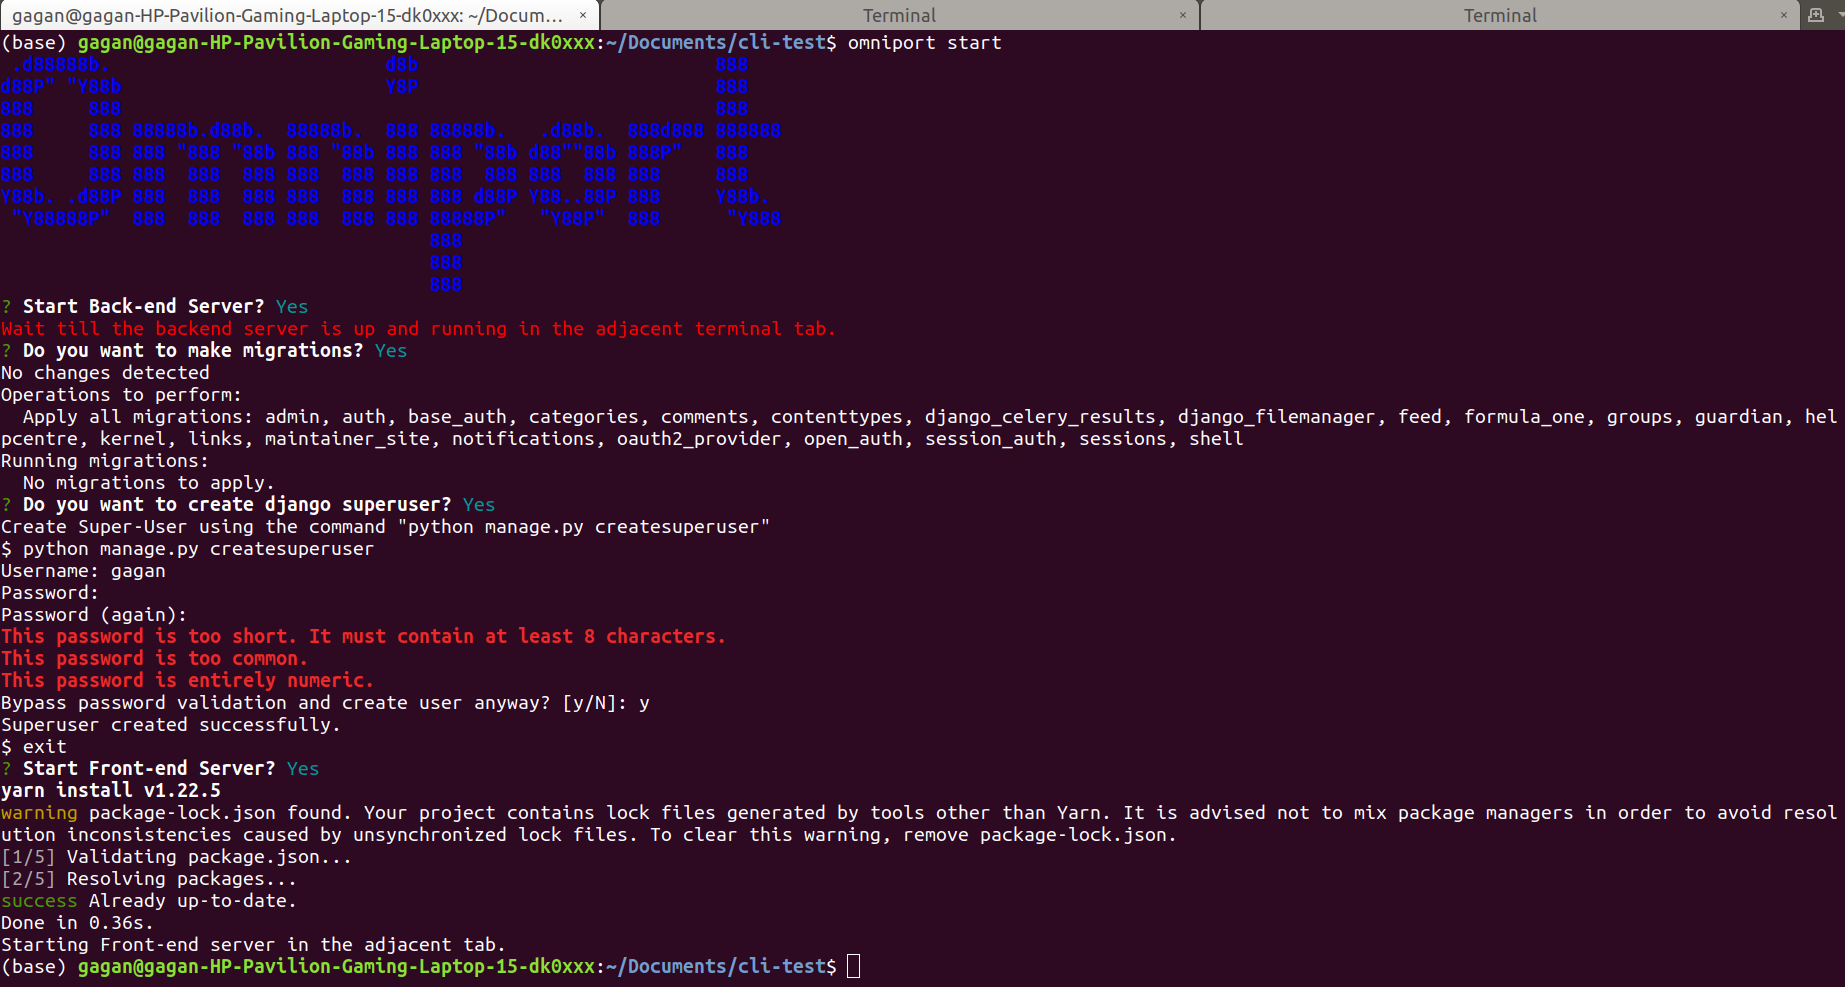 gagan@gagan-HP-Pavilion-Gaming-Laptop-15-dk0xxx: ~/Docum... × Terminal × Terminal ×
(base) gagan@gagan-HP-Pavilion-Gaming-Laptop-15-dk0xxx:~/Documents/cli-test$ omniport start
 .d88888b.                         d8b                           888
d88P" "Y88b                        Y8P                           888
888     888                                                      888
888     888 88888b.d88b.  88888b.  888 88888b.   .d88b.  888d888 888888
888     888 888 "888 "88b 888 "88b 888 888 "88b d88""88b 888P"   888
888     888 888  888  888 888  888 888 888  888 888  888 888     888
Y88b. .d88P 888  888  888 888  888 888 888 d88P Y88..88P 888     Y88b.
 "Y88888P"  888  888  888 888  888 888 88888P"   "Y88P"  888      "Y888
                                       888
                                       888
                                       888
? Start Back-end Server? Yes
Wait till the backend server is up and running in the adjacent terminal tab.
? Do you want to make migrations? Yes
No changes detected
Operations to perform:
  Apply all migrations: admin, auth, base_auth, categories, comments, contenttypes, django_celery_results, django_filemanager, feed, formula_one, groups, guardian, hel
pcentre, kernel, links, maintainer_site, notifications, oauth2_provider, open_auth, session_auth, sessions, shell
Running migrations:
  No migrations to apply.
? Do you want to create django superuser? Yes
Create Super-User using the command "python manage.py createsuperuser"
$ python manage.py createsuperuser
Username: gagan
Password:
Password (again):
This password is too short. It must contain at least 8 characters.
This password is too common.
This password is entirely numeric.
Bypass password validation and create user anyway? [y/N]: y
Superuser created successfully.
$ exit
? Start Front-end Server? Yes
yarn install v1.22.5
warning package-lock.json found. Your project contains lock files generated by tools other than Yarn. It is advised not to mix package managers in order to avoid resol
ution inconsistencies caused by unsynchronized lock files. To clear this warning, remove package-lock.json.
[1/5] Validating package.json...
[2/5] Resolving packages...
success Already up-to-date.
Done in 0.36s.
Starting Front-end server in the adjacent tab.
(base) gagan@gagan-HP-Pavilion-Gaming-Laptop-15-dk0xxx:~/Documents/cli-test$